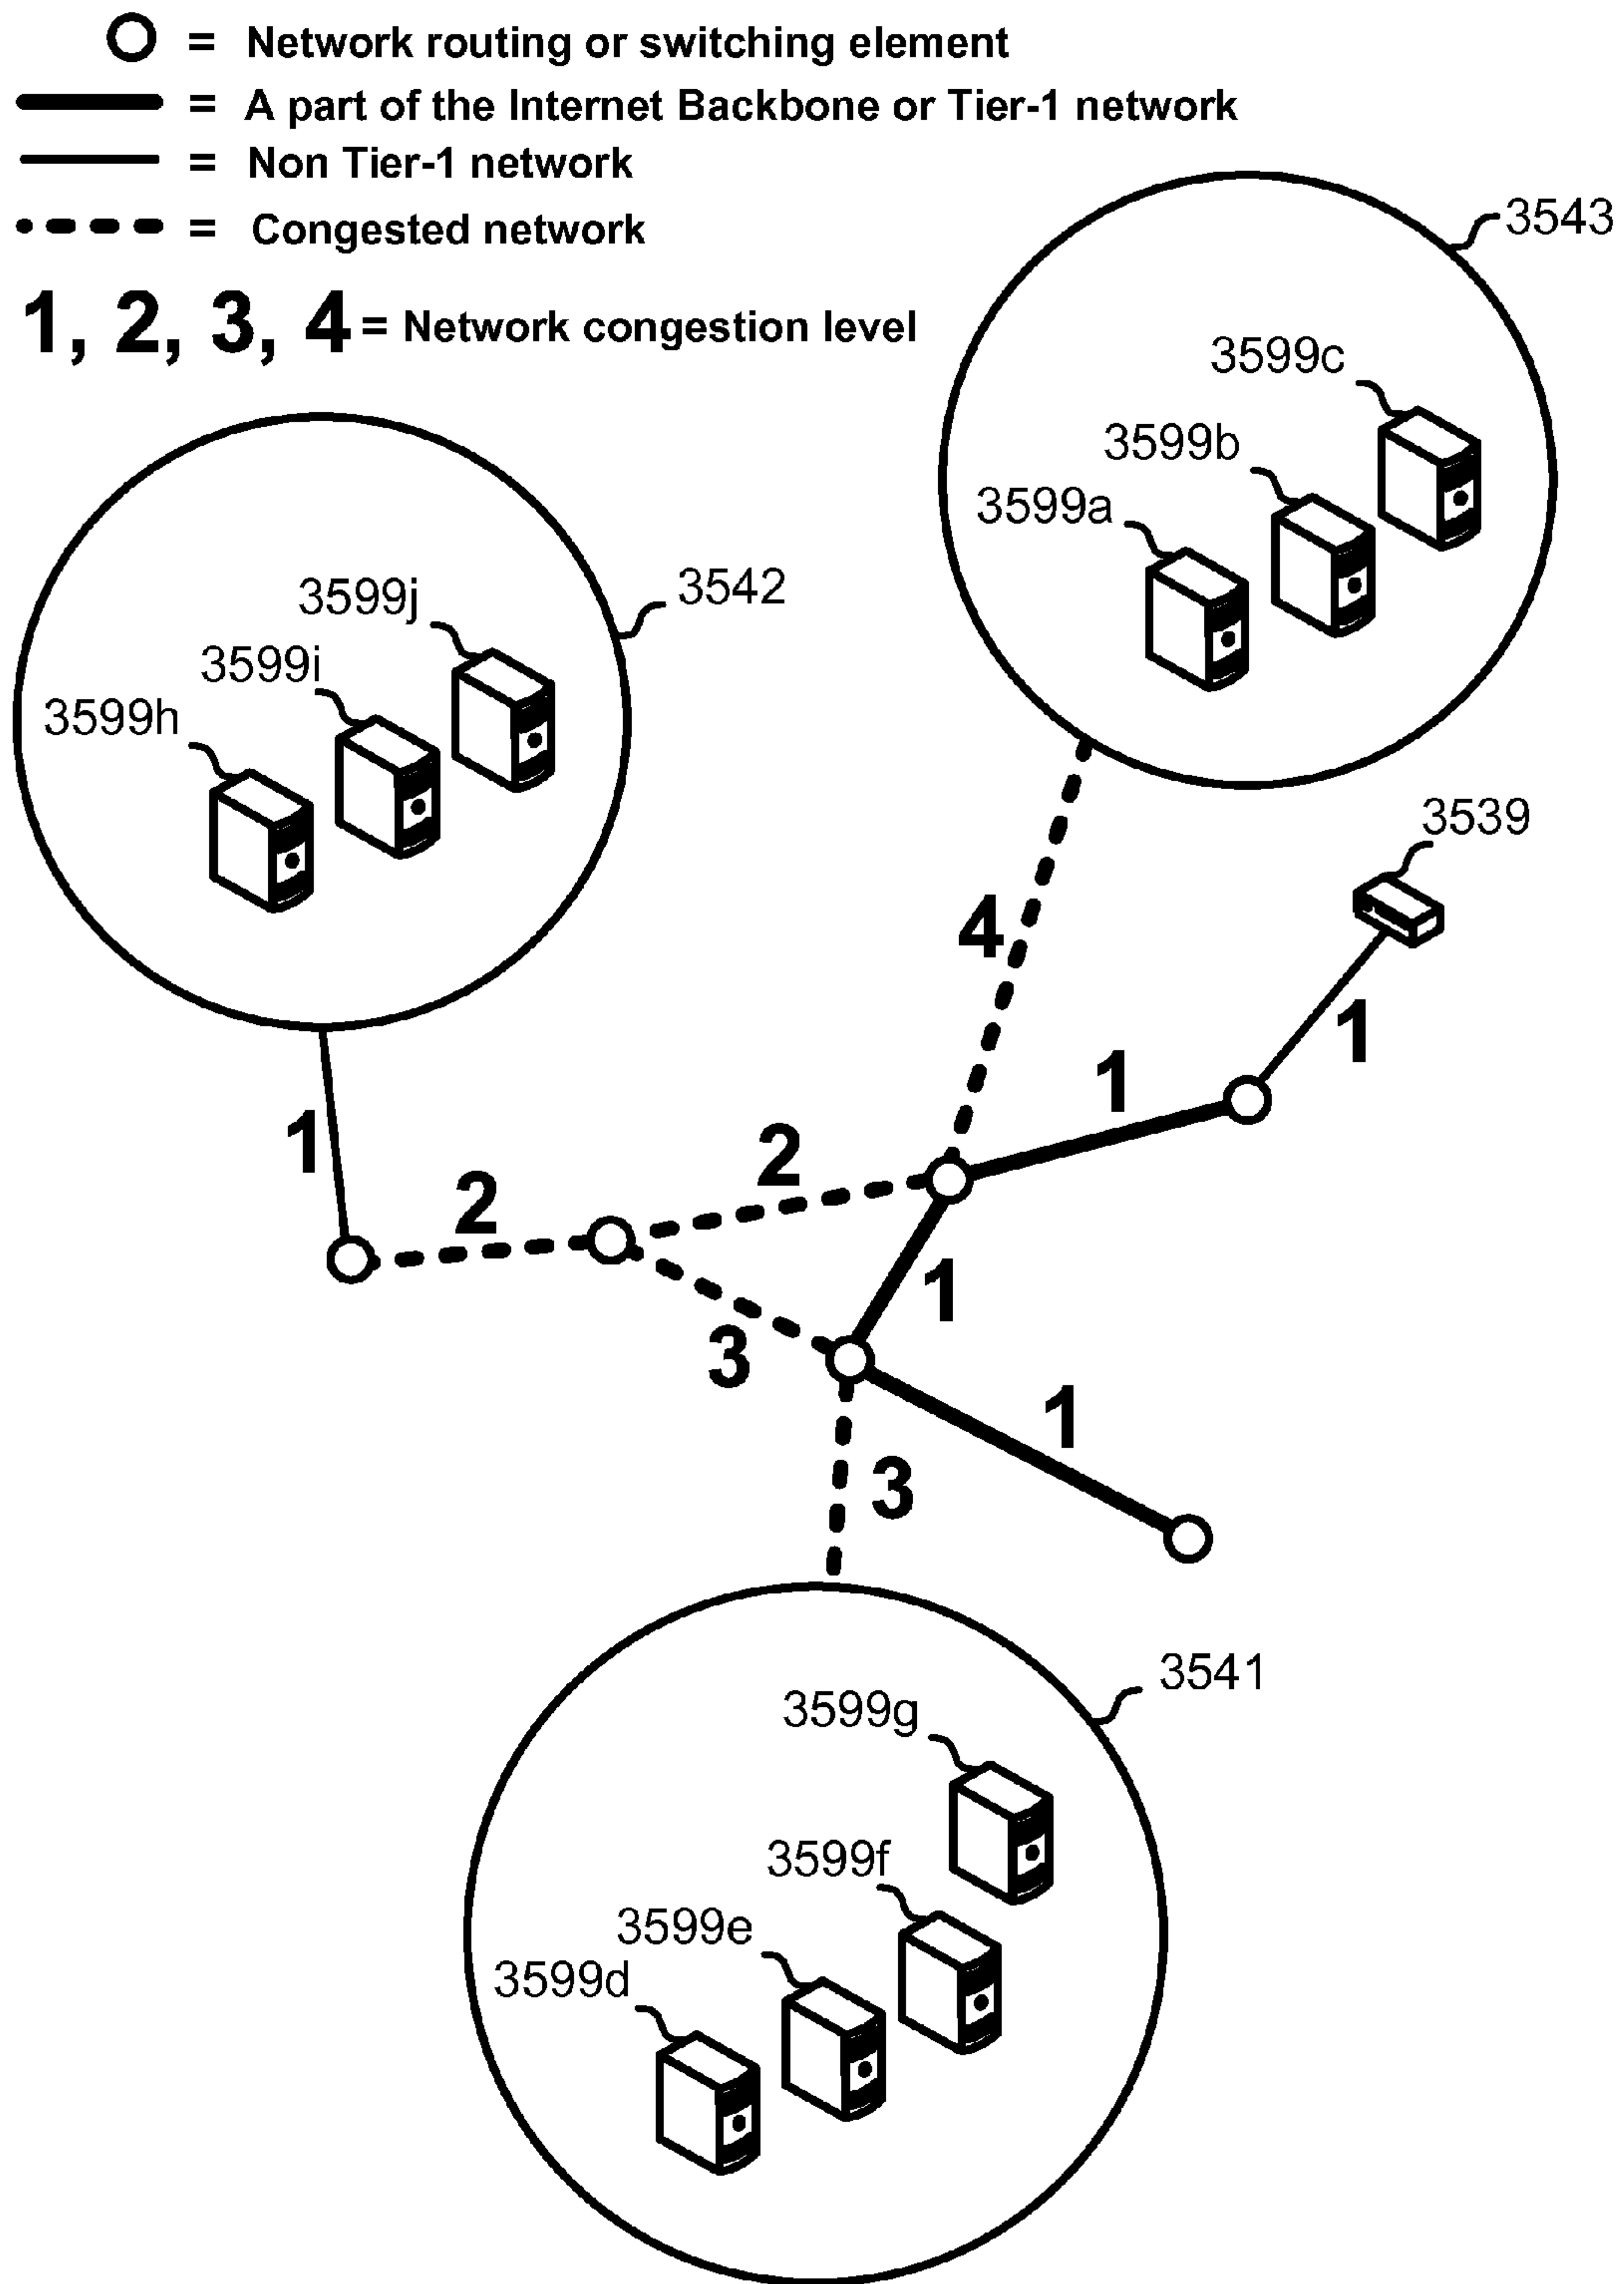 = Network routing or switching element
= A part of the Internet Backbone or Tier-1 network
= Non Tier-1 network
= Congested network
1, 2, 3, 4 = Network congestion level
3543
3599c
3599b
3599a
3542
3599j
3599i
3599h
3539
4
1
1
1
2
2
1
3
1
3
3541
3599g
3599f
3599e
3599d